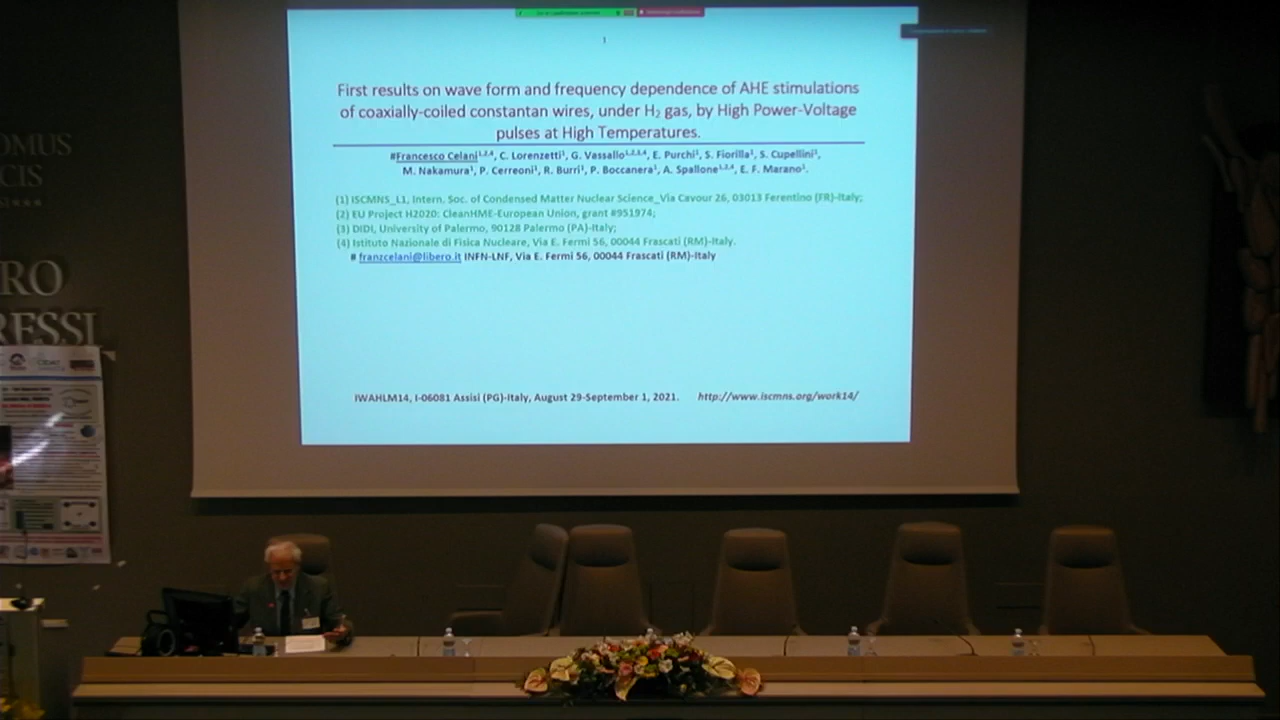 1
First results on wave form and frequency dependence of AHE stimulations
of coaxially-coiled constantan wires, under H₂ gas, by High Power-Voltage
pulses at High Temperatures.
#Francesco Celani¹,²,⁴, C. Lorenzetti¹, G. Vassallo¹,²,³,⁴, E. Purchi¹, S. Fiorilla¹, S. Cupellini¹,
M. Nakamura¹, P. Cerreoni¹, R. Burri¹, P. Boccanera¹, A. Spallone¹,²,⁴, E. F. Marano¹.
(1) ISCMNS_L1, Intern. Soc. of Condensed Matter Nuclear Science_Via Cavour 26, 03013 Ferentino (FR)-Italy;
(2) EU Project H2020: CleanHME-European Union, grant #951974;
(3) DIDI, University of Palermo, 90128 Palermo (PA)-Italy;
(4) Istituto Nazionale di Fisica Nucleare, Via E. Fermi 56, 00044 Frascati (RM)-Italy.
# franzcelani@libero.it INFN-LNF, Via E. Fermi 56, 00044 Frascati (RM)-Italy
IWAHLM14, I-06081 Assisi (PG)-Italy, August 29-September 1, 2021. http://www.iscmns.org/work14/
OMUS
CIS
RO
RESSI